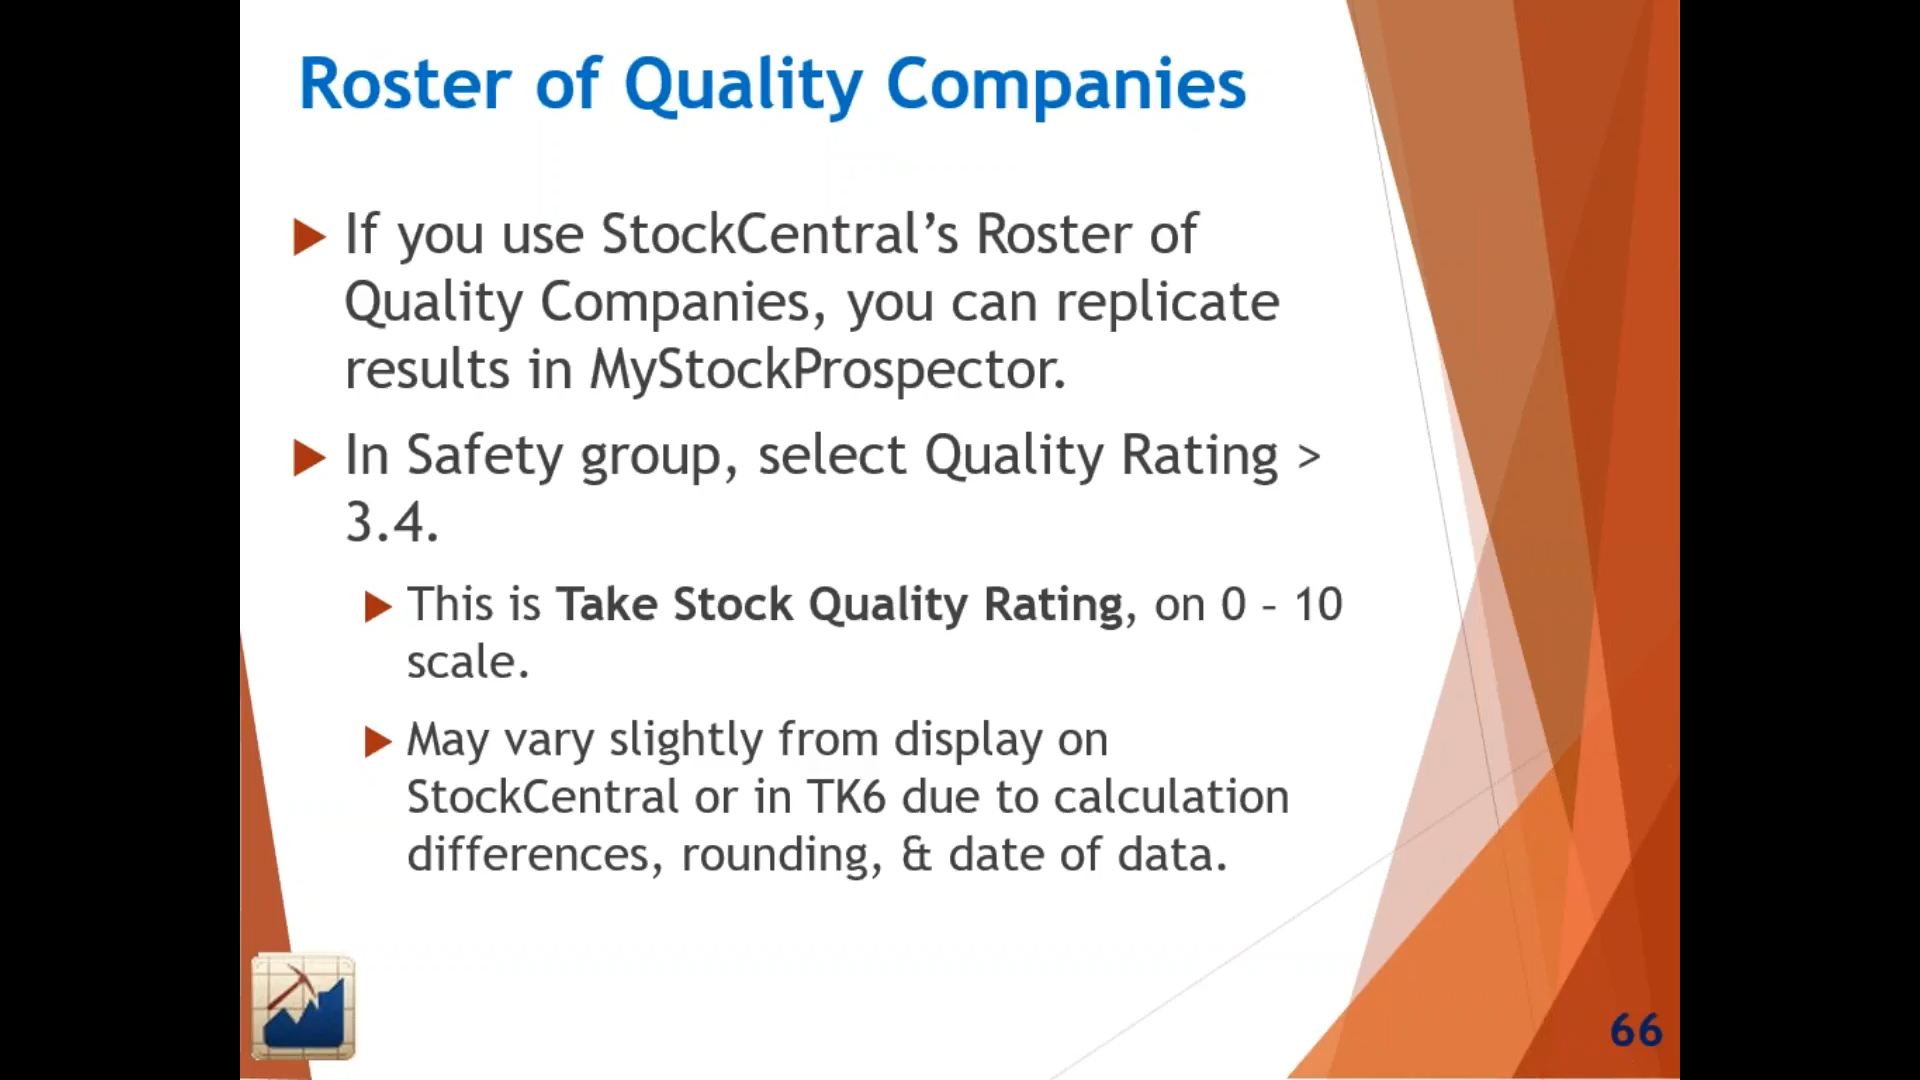 Roster of Quality Companies
If you use StockCentral’s Roster of
Quality Companies, you can replicate
results in MyStockProspector.
In Safety group, select Quality Rating >
3.4.
This is Take Stock Quality Rating, on 0 – 10
scale.
May vary slightly from display on
StockCentral or in TK6 due to calculation
differences, rounding, & date of data.
66